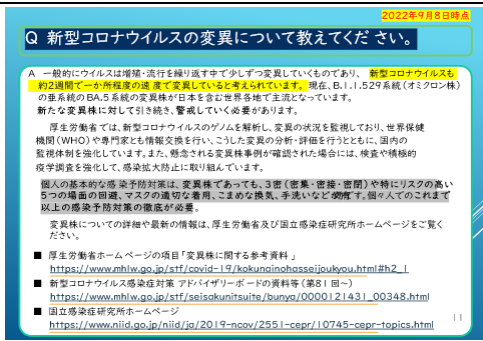 2022年9月8日時点
Q 新型コロナウイルスの変異について教えてください。
A 一般的にウイルスは増殖・流行を繰り返す中で少しずつ変異していくものであり、 新型コロナウイルスも
約2週間で一か所程度の速度で変異していると考えられています。現在、B.1.1.529系統(オミクロン株)
の亜系統のBA.5系統の変異株が日本を含む世界各地で主流となっています。
新たな変異株に対して引き続き、警戒していく必要があります。
厚生労働省では、新型コロナウイルスのゲノムを解析し、変異の状況を監視しており、世界保健
機関(WHO)や専門家とも情報交換を行い、こうした変異の分析・評価を行うとともに、国内の
監視体制を強化しています。また、懸念される変異株事例が確認された場合には、検査や積極的
疫学調査を強化して、感染拡大防止に取り組んでいます。
個人の基本的な感染予防対策は、変異株であっても、3密(密集・密接・密閉)や特にリスクの高い
5つの場面の回避、マスクの適切な着用、こまめな換気、手洗いなどが有効です。個々人でのこれまで
以上の感染予防対策の徹底が必要。
変異株についての詳細や最新の情報は、厚生労働省及び国立感染症研究所ホームページをご覧く
ださい。
■ 厚生労働省ホームページの項目「変異株に関する参考資料」
https://www.mhlw.go.jp/stf/covid-19/kokunainohasseijoukyou.html#h2_1
■ 新型コロナウイルス感染症対策 アドバイザリーボードの資料等(第81回~)
https://www.mhlw.go.jp/stf/seisakunitsuite/bunya/0000121431_00348.html
■ 国立感染症研究所ホームページ
https://www.niid.go.jp/niid/ja/2019-ncov/2551-cepr/10745-cepr-topics.html
11